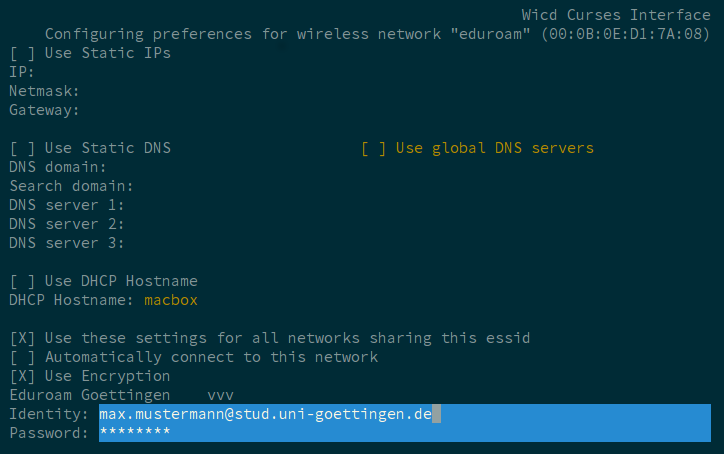 Wicd Curses Interface
Configuring preferences for wireless network "eduroam" (00:0B:0E:D1:7A:08)
[ ] Use Static IPs
IP:
Netmask:
Gateway:
[ ] Use Static DNS [ ] Use global DNS servers
DNS domain:
Search domain:
DNS server 1:
DNS server 2:
DNS server 3:
[ ] Use DHCP Hostname
DHCP Hostname: macbox
[X] Use these settings for all networks sharing this essid
[ ] Automatically connect to this network
[X] Use Encryption
Eduroam Goettingen vvv
Identity: max.mustermann@stud.uni-goettingen.de
Password: ********